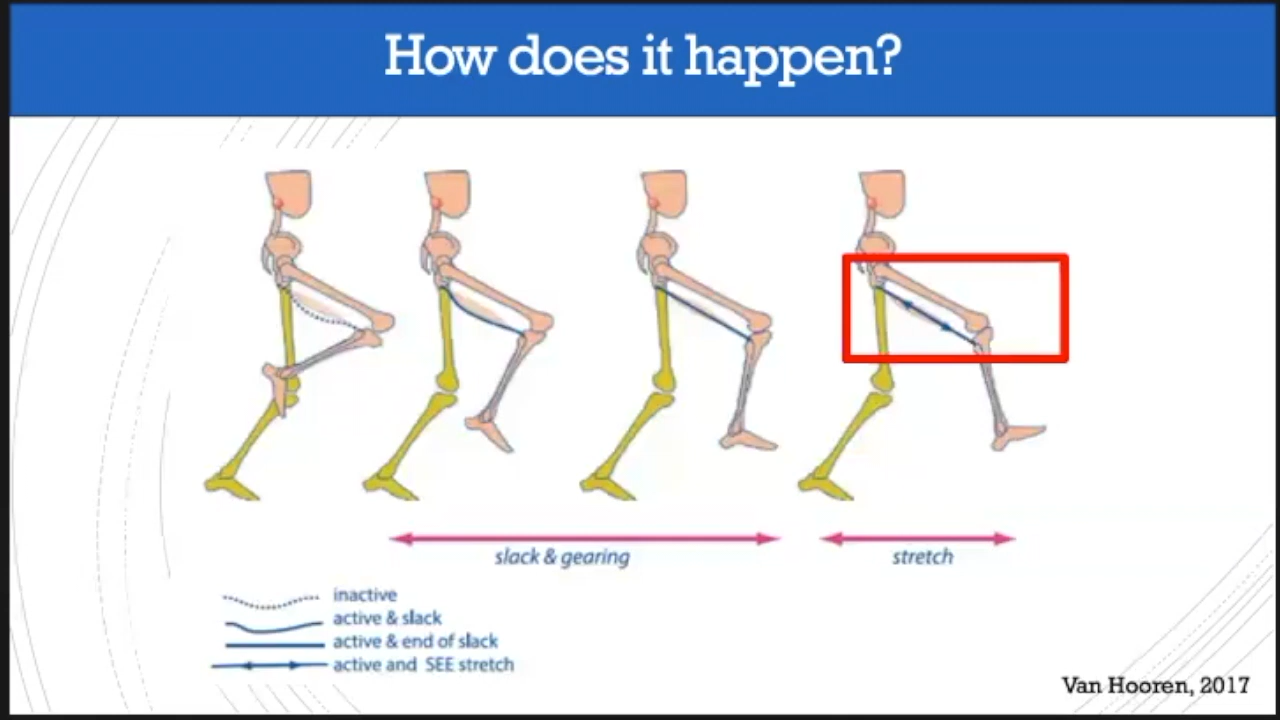 How does it happen?
slack & gearing
stretch
inactive
active & slack
active & end of slack
active and SEE stretch
Van Hooren, 2017